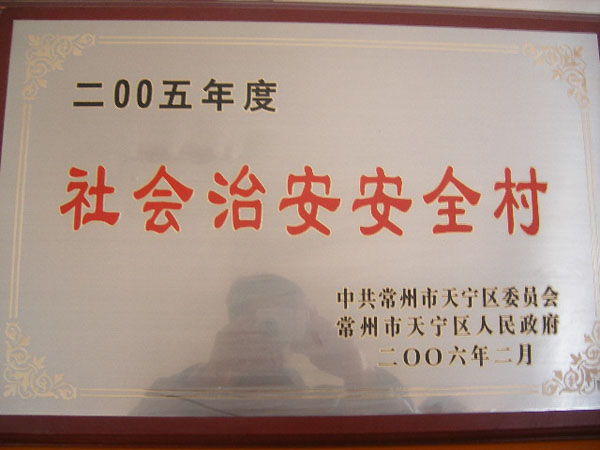 二00五年度
社会治安安全村
中共常州市天宁区委员会
常州市天宁区人民政府
二〇〇六年二月